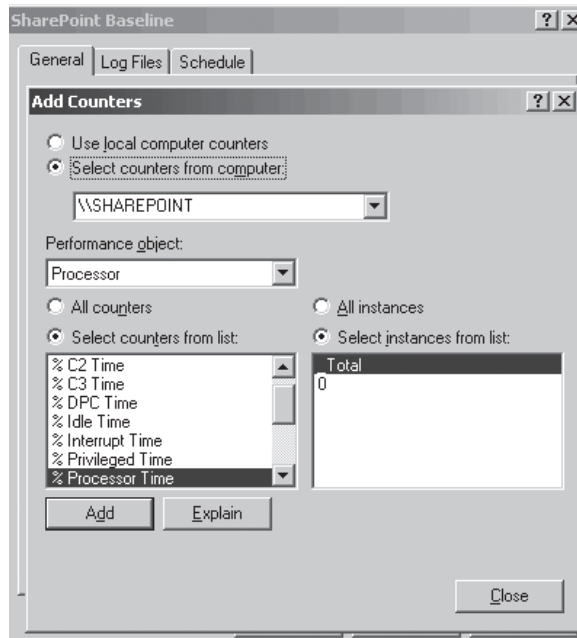 SharePoint Baseline
General Log Files Schedule
Add Counters
Use local computer counters
Select counters from computer:
\\SHAREPOINT
Performance object:
Processor
All counters All instances
Select counters from list: Select instances from list:
% C2 Time _Total
% C3 Time 0
% DPC Time
% Idle Time
% Interrupt Time
% Privileged Time
% Processor Time
Add Explain
Close